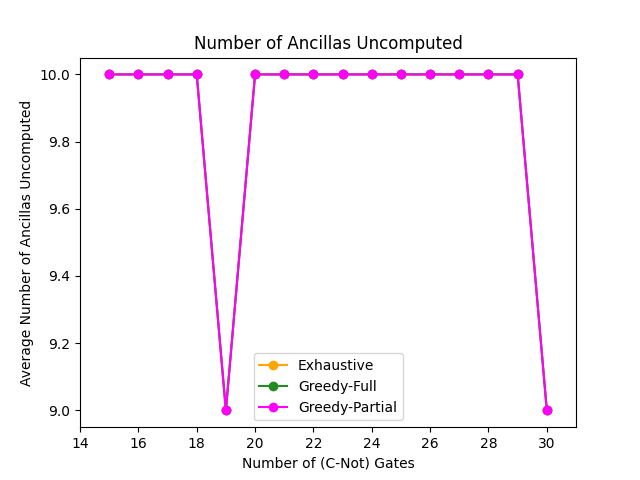 Number of Ancillas Uncomputed
Average Number of Ancillas Uncomputed
10.0
9.8
9.6
9.4
9.2
9.0
Exhaustive
Greedy-Full
Greedy-Partial
14 16 18 20 22 24 26 28 30
Number of (C-Not) Gates